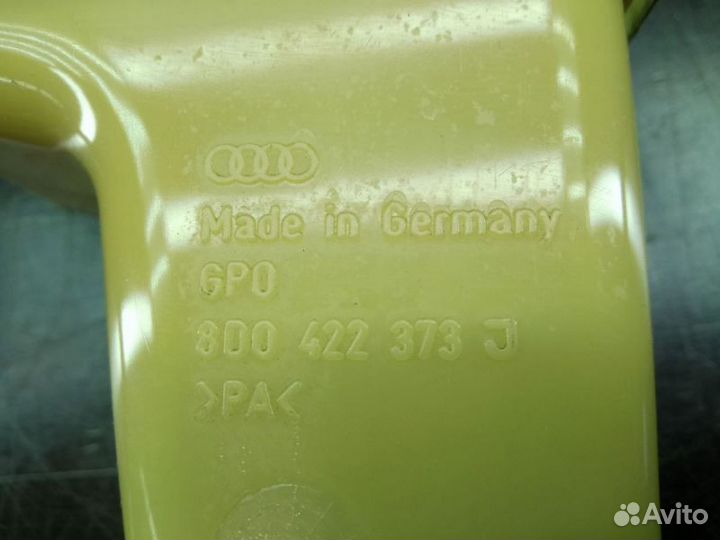 Made in Germany
GPO
8D0 422 373 J
>PA<
Avito